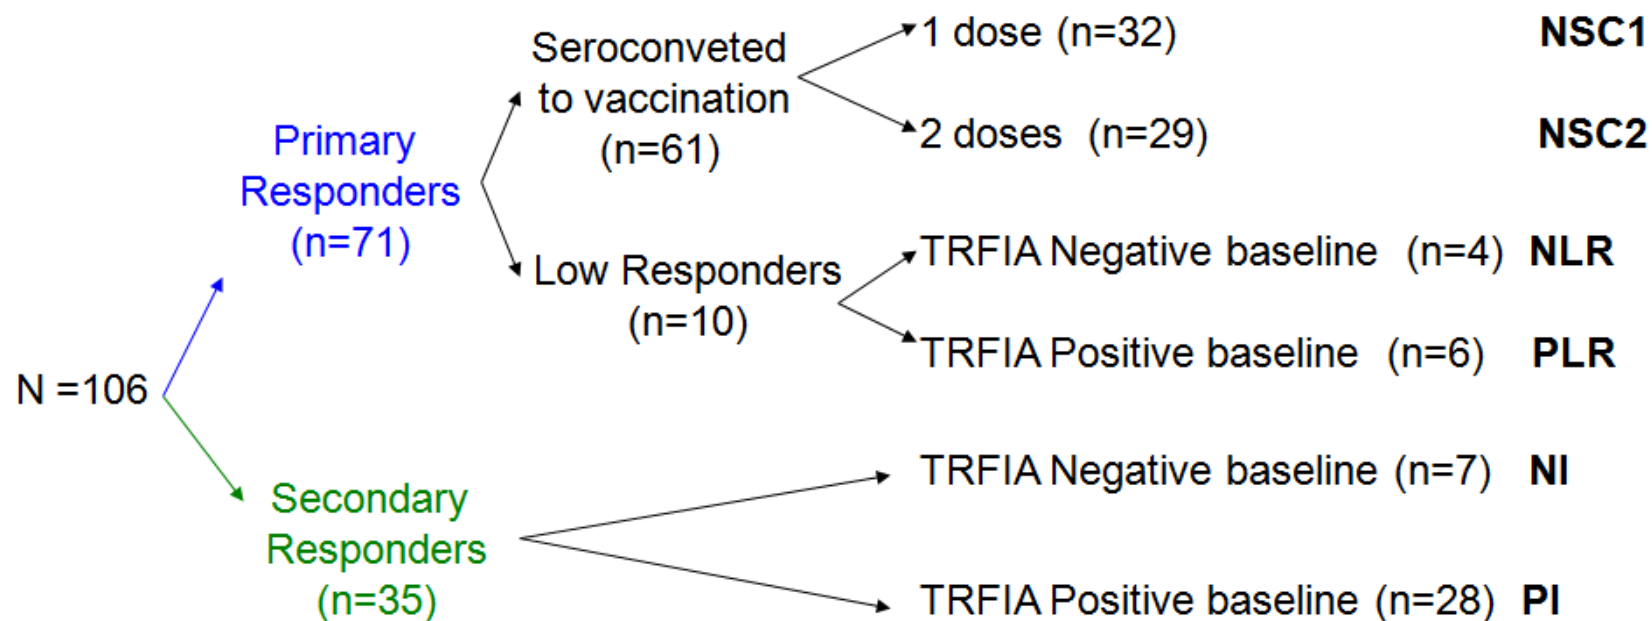 N =106
Primary
Responders
(n=71)
Seroconveted
to vaccination
(n=61)
1 dose (n=32) NSC1
2 doses (n=29) NSC2
Low Responders
(n=10)
TRFIA Negative baseline (n=4) NLR
TRFIA Positive baseline (n=6) PLR
Secondary
Responders
(n=35)
TRFIA Negative baseline (n=7) NI
TRFIA Positive baseline (n=28) PI